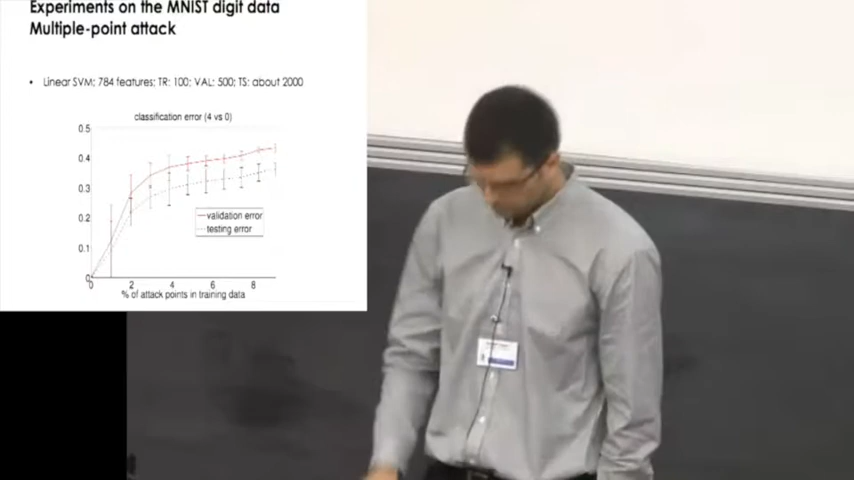 Experiments on the MNIST digit data
Multiple-point attack
• Linear SVM; 784 features; TR: 100; VAL: 500; TS: about 2000
classification error (4 vs 0)
0.5
0.4
0.3
0.2
0.1
0
validation error
testing error
0 2 4 6 8
% of attack points in training data